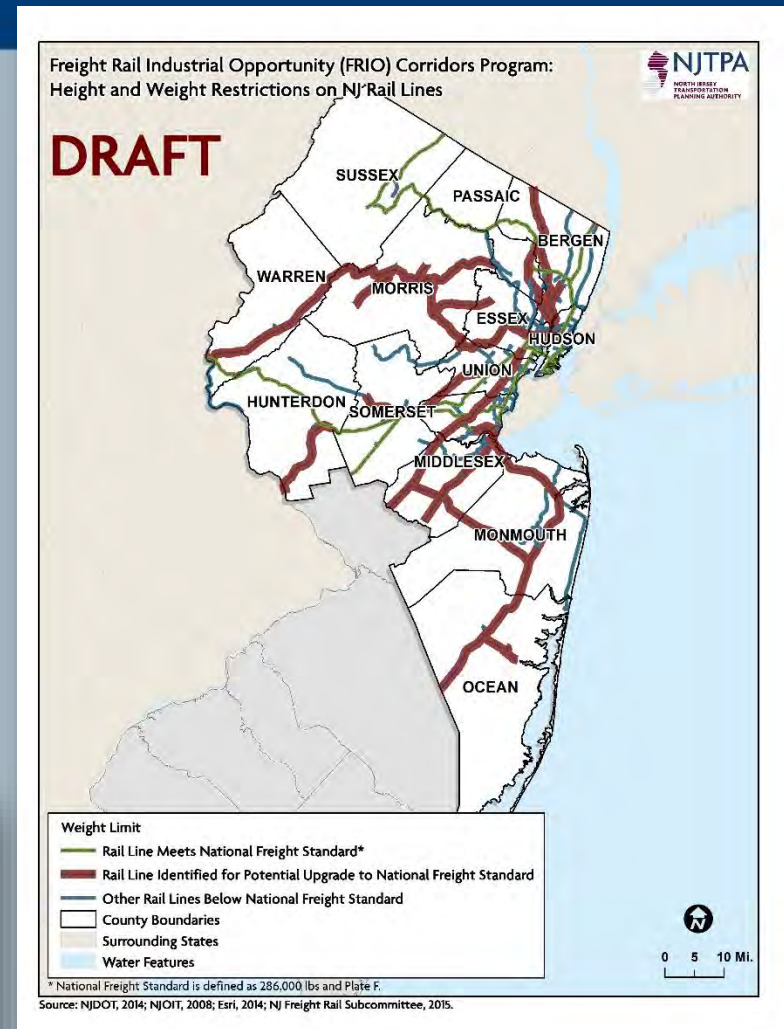 Freight Rail Industrial Opportunity (FRIO) Corridors Program:
Height and Weight Restrictions on NJ Rail Lines
NJTPA
NORTH JERSEY
TRANSPORTATION
PLANNING AUTHORITY
DRAFT
SUSSEX
PASSAIC
BERGEN
WARREN
MORRIS
ESSEX
HUDSON
UNION
HUNTERDON
SOMERSET
MIDDLESEX
MONMOUTH
OCEAN
Weight Limit
Rail Line Meets National Freight Standard*
Rail Line Identified for Potential Upgrade to National Freight Standard
Other Rail Lines Below National Freight Standard
County Boundaries
Surrounding States
Water Features
N
0 5 10 Mi.
* National Freight Standard is defined as 286,000 lbs and Plate F.
Source: NJDOT, 2014; NJOIT, 2008; Esri, 2014; NJ Freight Rail Subcommittee, 2015.